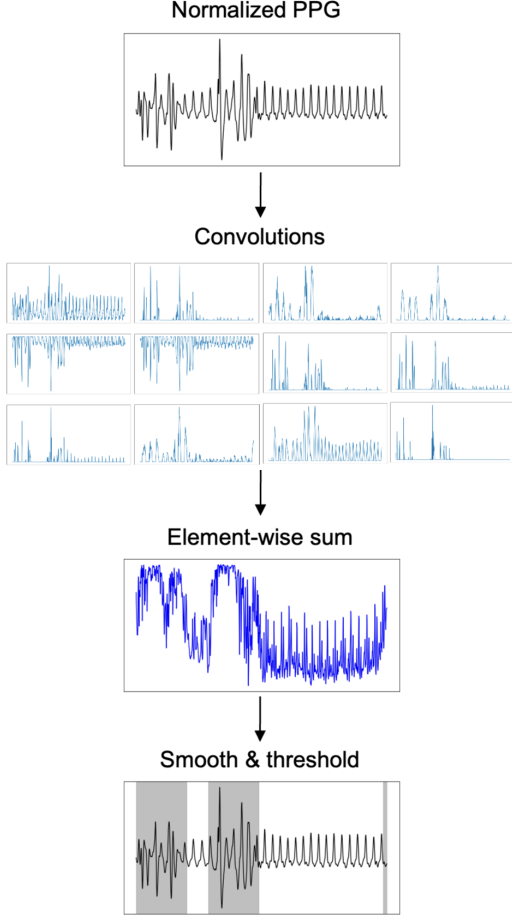 Normalized PPG
Convolutions
Element-wise sum
Smooth & threshold